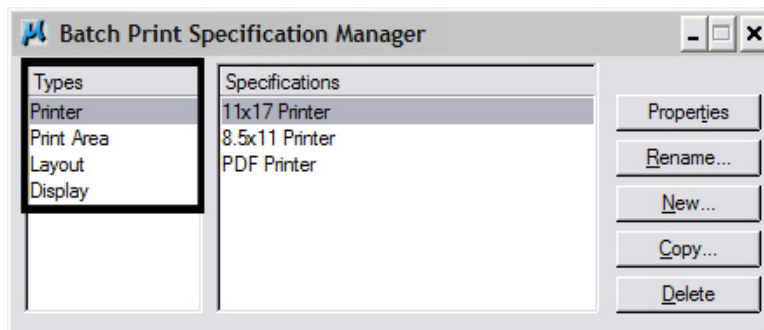 Batch Print Specification Manager
Types
Printer
Print Area
Layout
Display
Specifications
11x17 Printer
8.5x11 Printer
PDF Printer
Properties
Rename...
New...
Copy...
Delete